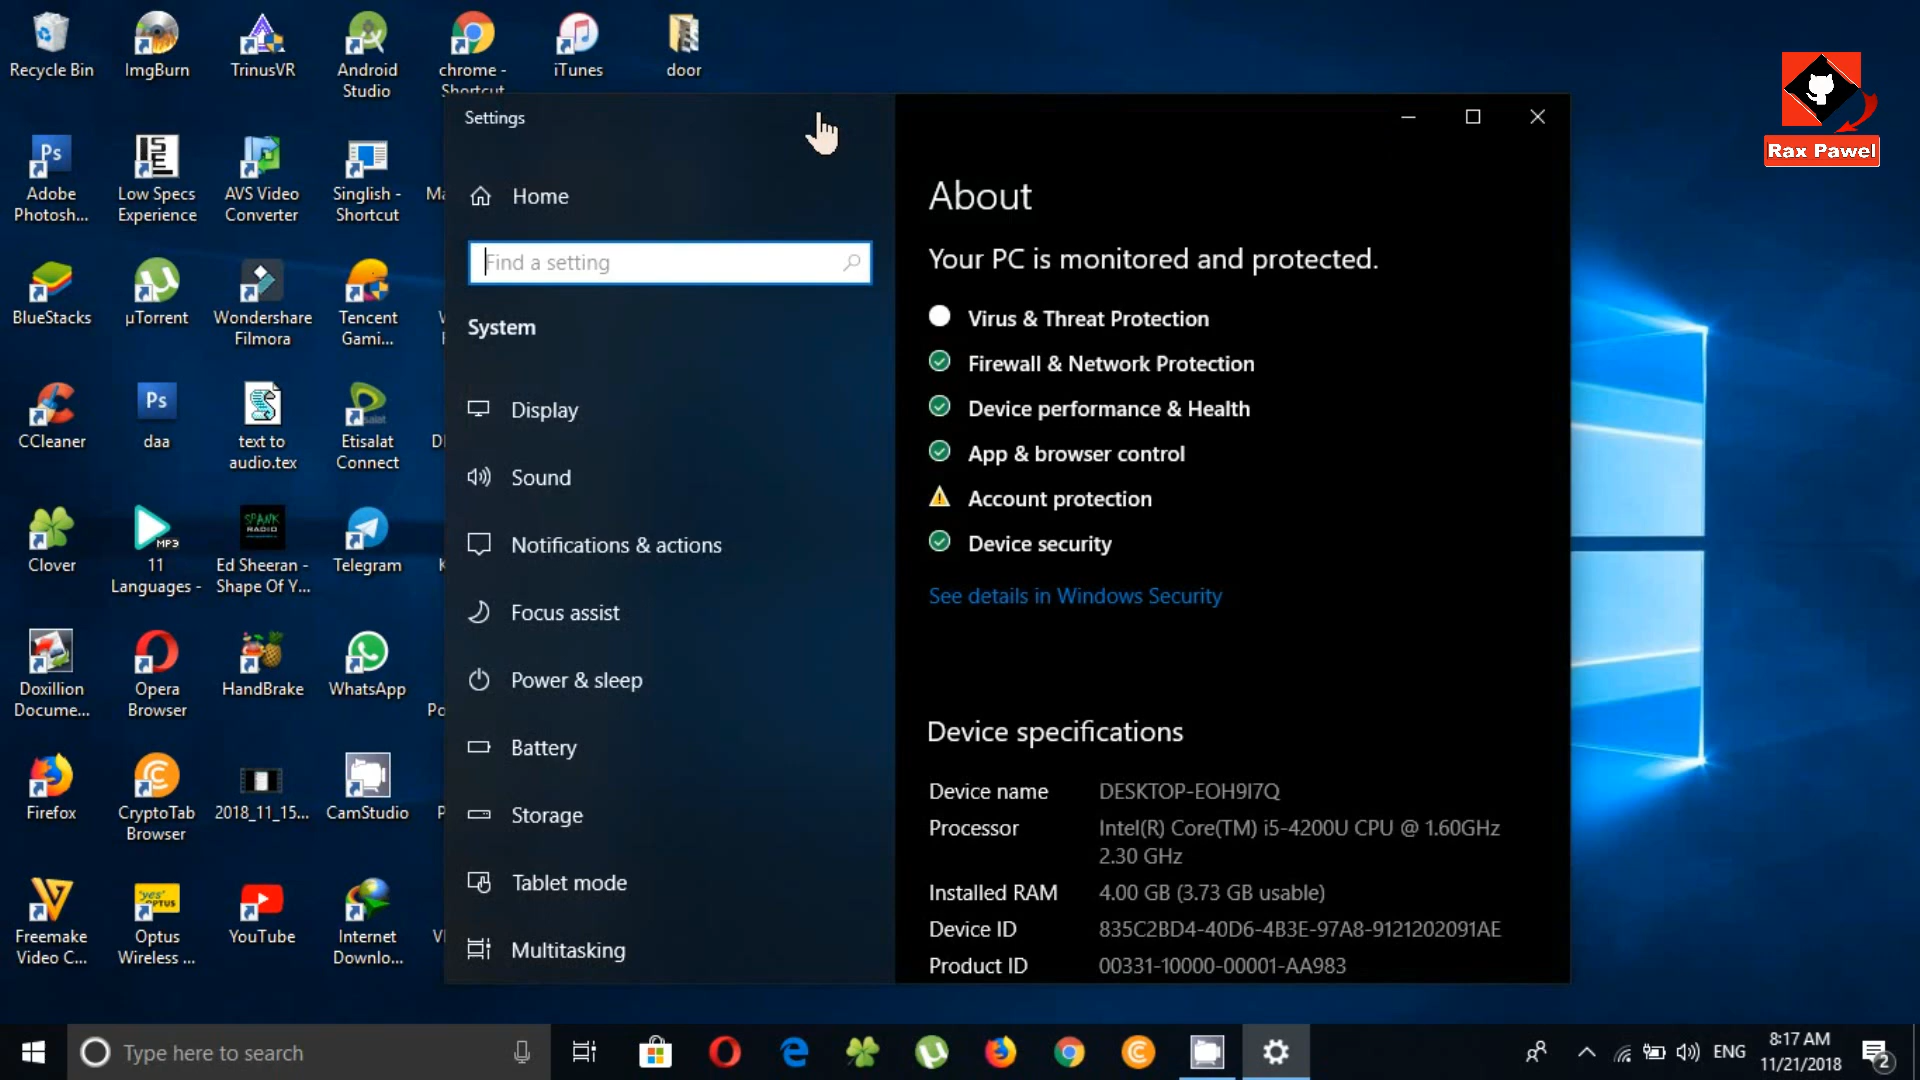 Recycle Bin
ImgBurn
TrinusVR
Android
Studio
chrome -
Shortcut
iTunes
door
Adobe
Photosh...
Low Specs
Experience
AVS Video
Converter
Singlish -
Shortcut
BlueStacks
µTorrent
Wondershare
Filmora
Tencent
Gami...
CCleaner
Ps
daa
text to
audio.tex
Etisalat
Connect
Clover
MP3
11
Languages -
SPANK
RADIO
Ed Sheeran -
Shape Of Y...
Telegram
Doxillion
Docume...
Opera
Browser
HandBrake
WhatsApp
Firefox
CryptoTab
Browser
2018_11_15...
CamStudio
Freemake
Video C...
Optus
Wireless ...
YouTube
Internet
Downlo...
Settings
Home
Find a setting
System
Display
Sound
Notifications & actions
Focus assist
Power & sleep
Battery
Storage
Tablet mode
Multitasking
About
Your PC is monitored and protected.
Virus & Threat Protection
Firewall & Network Protection
Device performance & Health
App & browser control
Account protection
Device security
See details in Windows Security
Device specifications
Device name DESKTOP-EOH9I7Q
Processor Intel(R) Core(TM) i5-4200U CPU @ 1.60GHz
2.30 GHz
Installed RAM 4.00 GB (3.73 GB usable)
Device ID 835C2BD4-40D6-4B3E-97A8-9121202091AE
Product ID 00331-10000-00001-AA983
Rax Pawel
Type here to search
ENG
8:17 AM
11/21/2018
2